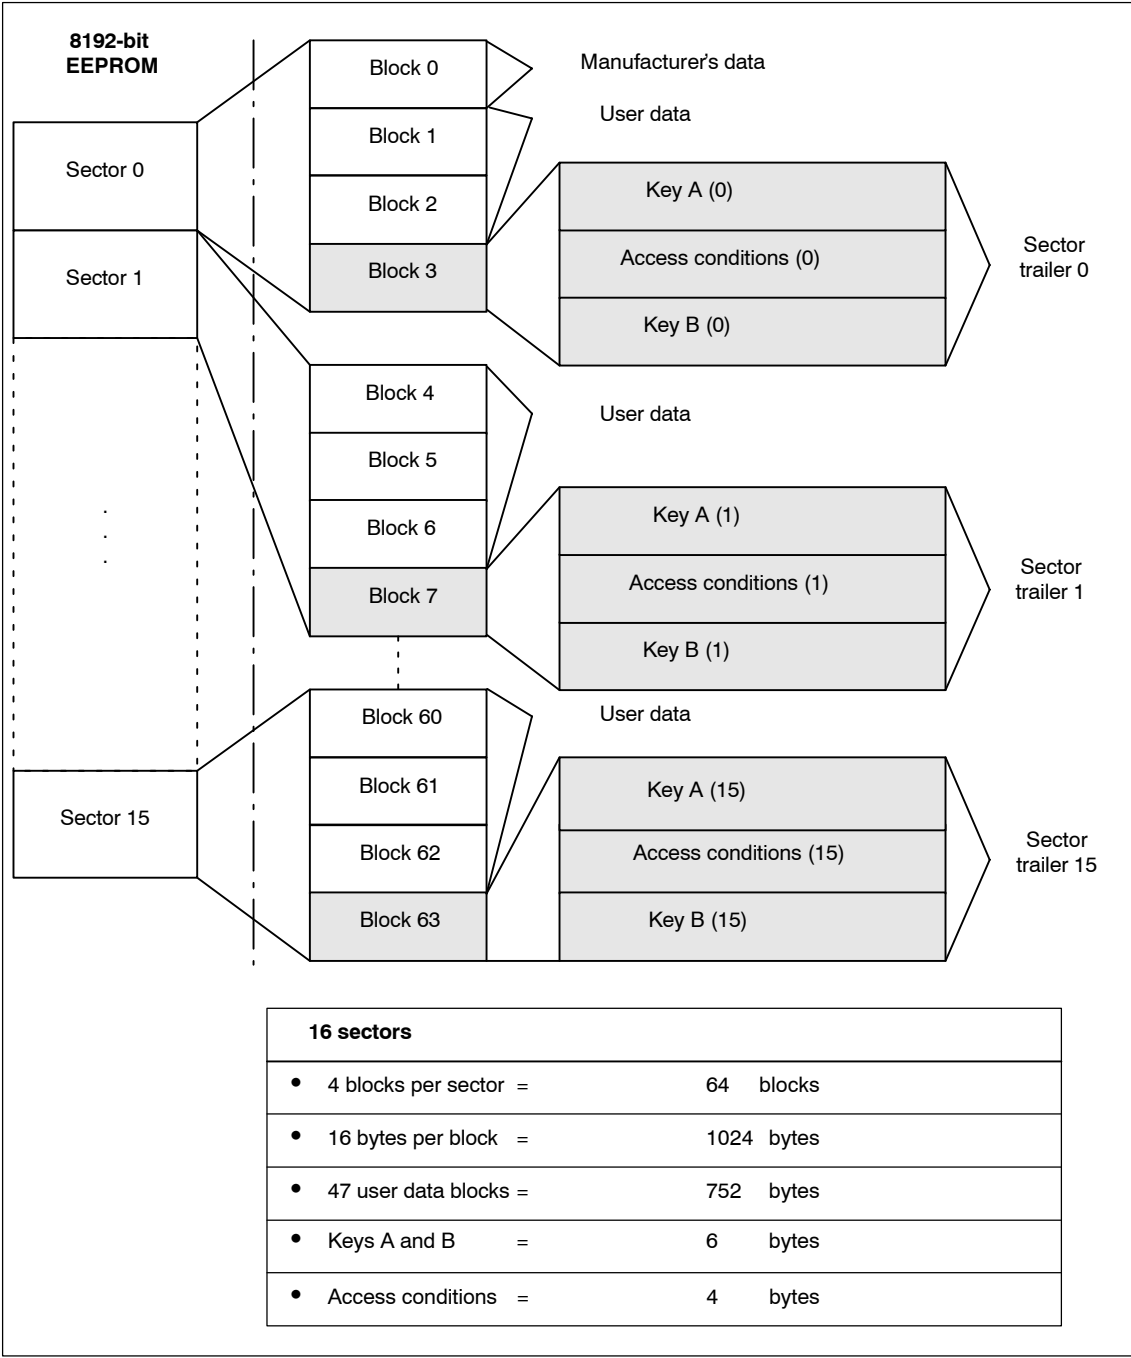 8192-bit
EEPROM
Sector 0
Sector 1
.
.
.
Sector 15
Block 0
Block 1
Block 2
Block 3
Manufacturer's data
User data
Key A (0)
Access conditions (0)
Key B (0)
Sector
trailer 0
Block 4
Block 5
Block 6
Block 7
User data
Key A (1)
Access conditions (1)
Key B (1)
Sector
trailer 1
Block 60
Block 61
Block 62
Block 63
User data
Key A (15)
Access conditions (15)
Key B (15)
Sector
trailer 15
16 sectors
• 4 blocks per sector = 64 blocks
• 16 bytes per block = 1024 bytes
• 47 user data blocks = 752 bytes
• Keys A and B = 6 bytes
• Access conditions = 4 bytes